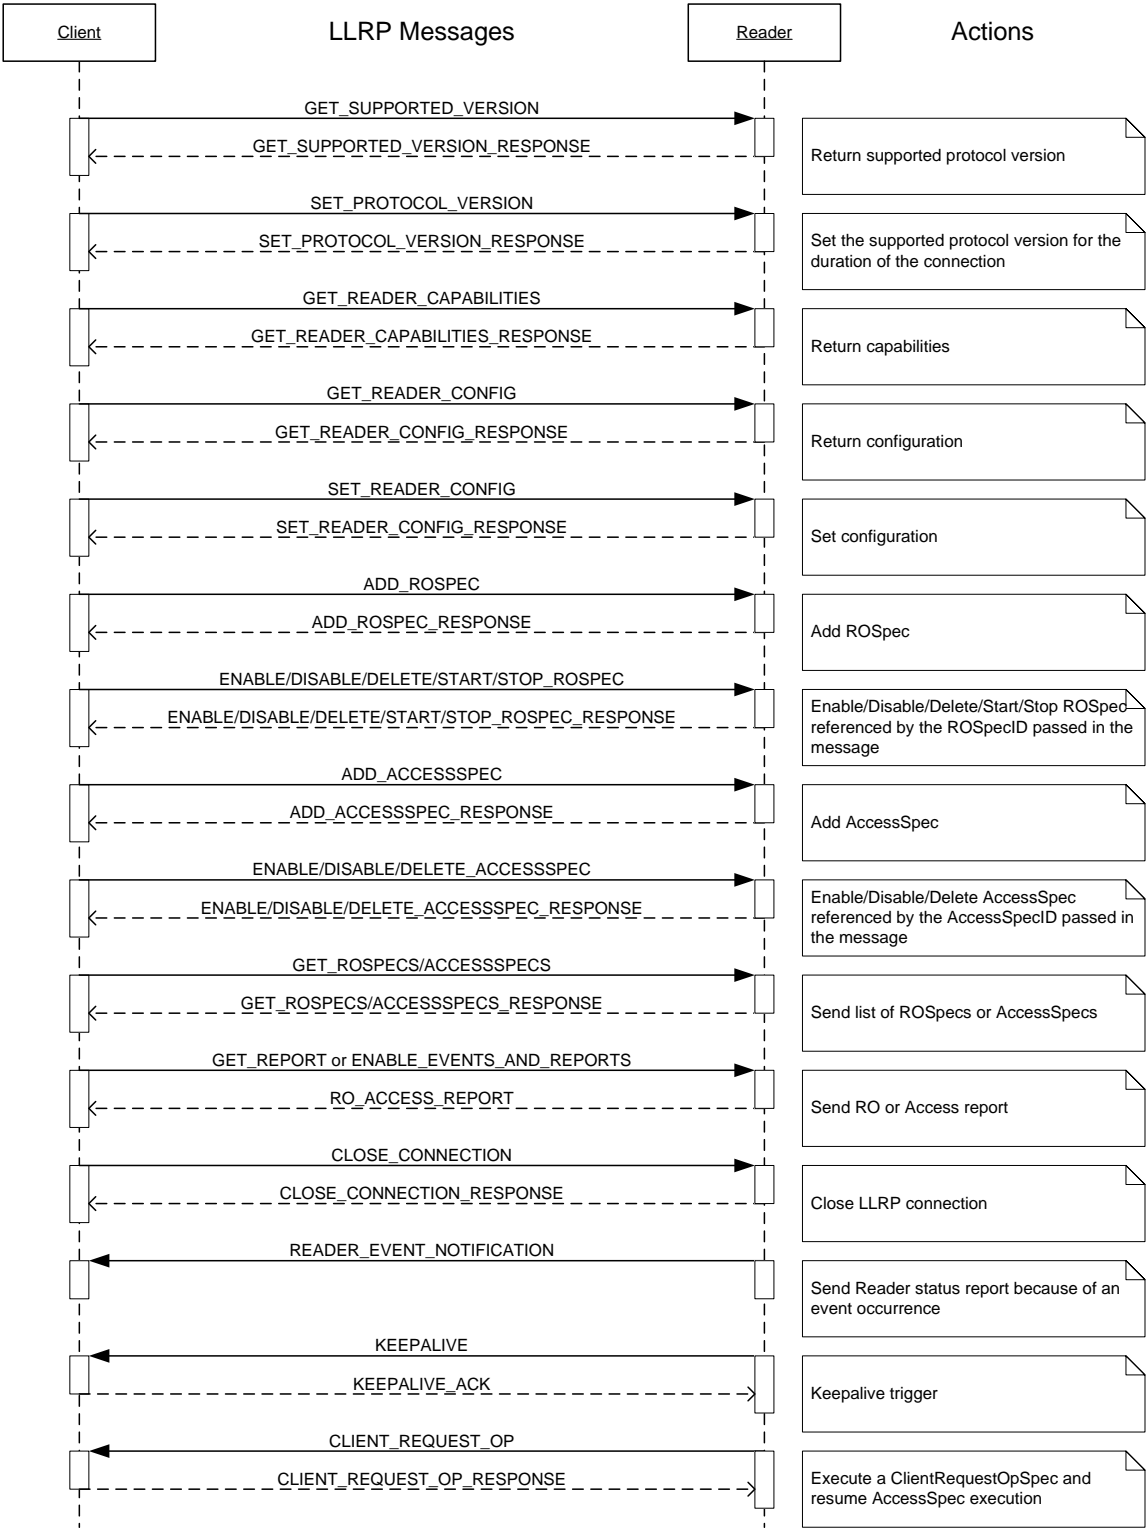 Client
LLRP Messages
Reader
Actions
GET_SUPPORTED_VERSION
GET_SUPPORTED_VERSION_RESPONSE
Return supported protocol version
SET_PROTOCOL_VERSION
SET_PROTOCOL_VERSION_RESPONSE
Set the supported protocol version for the
duration of the connection
GET_READER_CAPABILITIES
GET_READER_CAPABILITIES_RESPONSE
Return capabilities
GET_READER_CONFIG
GET_READER_CONFIG_RESPONSE
Return configuration
SET_READER_CONFIG
SET_READER_CONFIG_RESPONSE
Set configuration
ADD_ROSPEC
ADD_ROSPEC_RESPONSE
Add ROSpec
ENABLE/DISABLE/DELETE/START/STOP_ROSPEC
ENABLE/DISABLE/DELETE/START/STOP_ROSPEC_RESPONSE
Enable/Disable/Delete/Start/Stop ROSpec
referenced by the ROSpecID passed in the
message
ADD_ACCESSSPEC
ADD_ACCESSSPEC_RESPONSE
Add AccessSpec
ENABLE/DISABLE/DELETE_ACCESSSPEC
ENABLE/DISABLE/DELETE_ACCESSSPEC_RESPONSE
Enable/Disable/Delete AccessSpec
referenced by the AccessSpecID passed in
the message
GET_ROSPECS/ACCESSSPECS
GET_ROSPECS/ACCESSSPECS_RESPONSE
Send list of ROSpecs or AccessSpecs
GET_REPORT or ENABLE_EVENTS_AND_REPORTS
RO_ACCESS_REPORT
Send RO or Access report
CLOSE_CONNECTION
CLOSE_CONNECTION_RESPONSE
Close LLRP connection
READER_EVENT_NOTIFICATION
Send Reader status report because of an
event occurrence
KEEPALIVE
KEEPALIVE_ACK
Keepalive trigger
CLIENT_REQUEST_OP
CLIENT_REQUEST_OP_RESPONSE
Execute a ClientRequestOpSpec and
resume AccessSpec execution